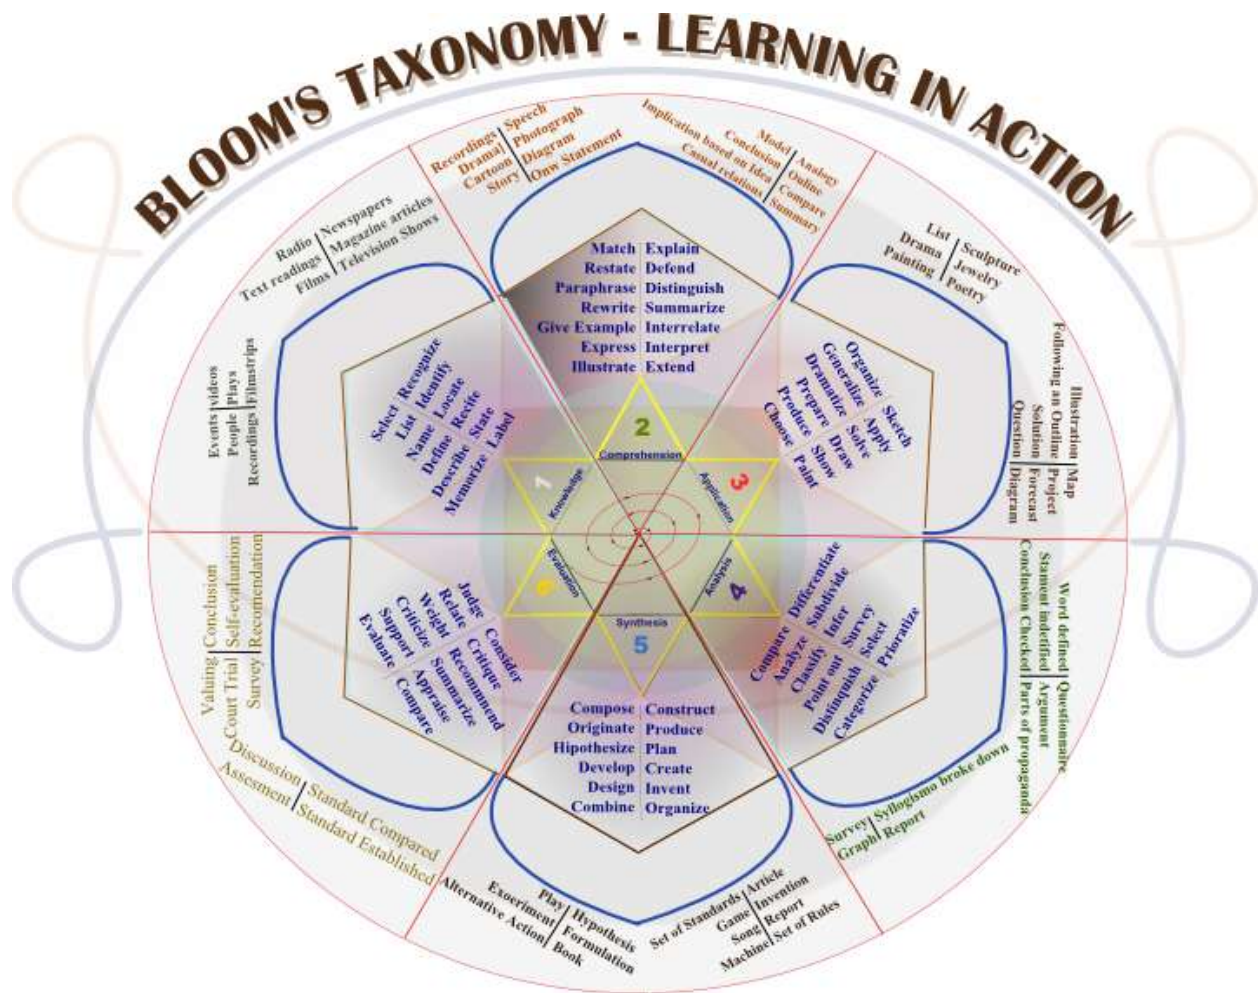 BLOOM'S TAXONOMY - LEARNING IN ACTION
1
Knowledge
Select Recognize
List Identify
Name Locate
Define Recite
Describe State
Memorize Label
Events videos
People Plays
Recordings Filmstrips
Radio Newspapers
Text readings Magazine articles
Films Television Shows
2
Comprehension
Match Explain
Restate Defend
Paraphrase Distinguish
Rewrite Summarize
Give Example Interrelate
Express Interpret
Illustrate Extend
Recordings Speech
Drama Photograph
Cartoon Diagram
Story Onw Statement
Model Analogy
Conclusion Ouline
Implication based on Idea Compare
Casual relations Summary
3
Application
Organize Sketch
Generalize Apply
Dramatize Solve
Prepare Draw
Produce Show
Choose Paint
List Sculpture
Drama Jewelry
Painting Poetry
Illustration Map
Following an Outline Project
Solution Forecast
Question Diagram
4
Analysis
Compare Differentiate
Analyze Subdivide
Classify Infer
Point out Survey
Distinquish Select
Categorize Prioratize
Word defined Questionnaire
Stament indetified Argument
Conclusion Checked Parts of propaganda
Survey Syllogismo broke down
Graph Report
5
Synthesis
Compose Construct
Originate Produce
Hipothesize Plan
Develop Create
Design Invent
Combine Organize
Set of Standards Article
Game Invention
Song Report
Machine Set of Rules
Play Hypothesis
Exoeriment Formulation
Alternative Action Book
6
Evaluation
Judge Consider
Relate Critique
Weight Recommnend
Criticize Summarize
Support Appraise
Evaluate Compare
Valuing Conclusion
Court Trial Self-evaluation
Survey Recomendation
Discussion Standard Compared
Assesment Standard Established